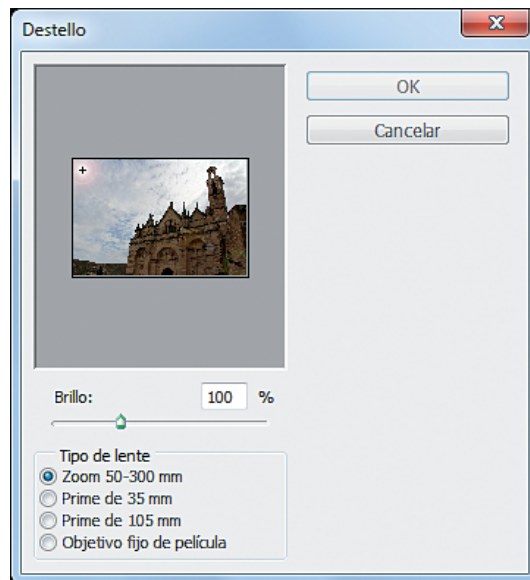 Destello
OK
Cancelar
Brillo:
100 %
Tipo de lente
Zoom 50-300 mm
Prime de 35 mm
Prime de 105 mm
Objetivo fijo de película